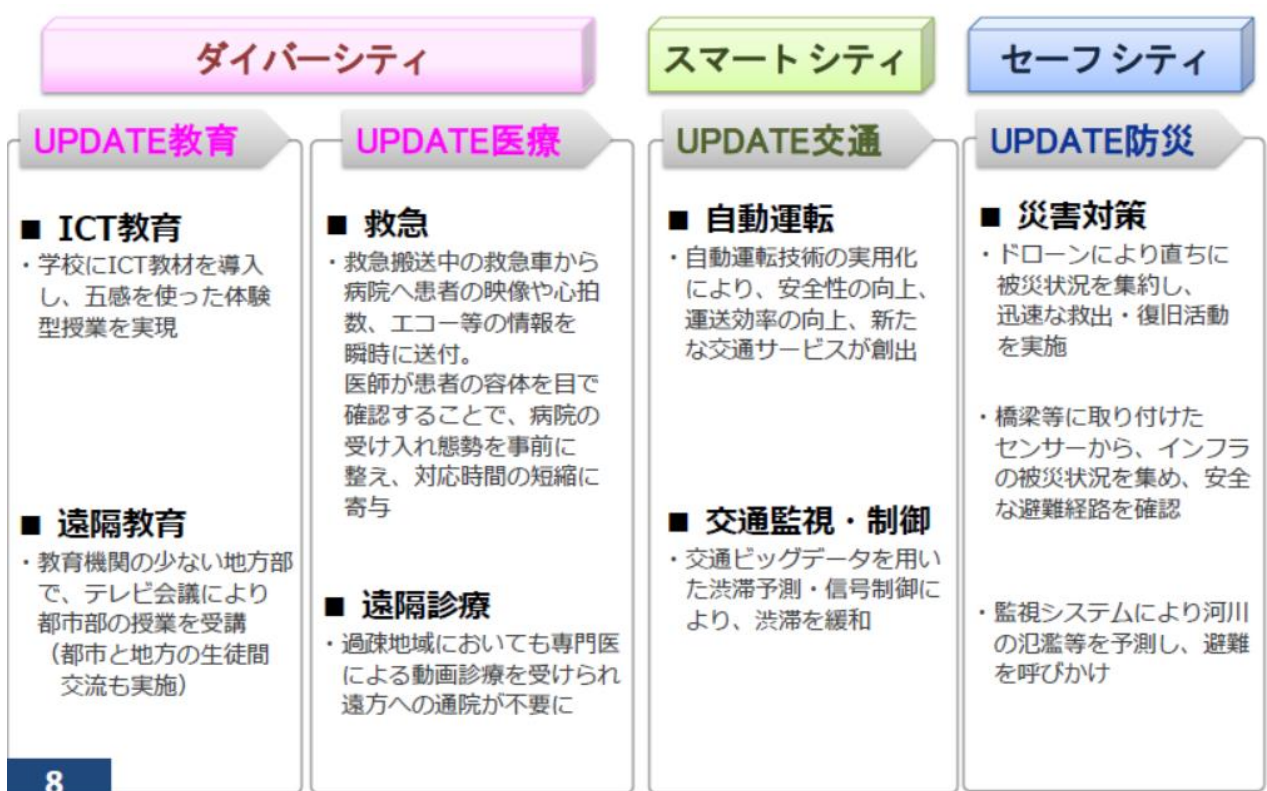 ダイバーシティ
スマート シティ
セーフ シティ
UPDATE教育
■ ICT教育
・学校にICT教材を導入
し、五感を使った体験
型授業を実現
■ 遠隔教育
・教育機関の少ない地方部
で、テレビ会議により
都市部の授業を受講
（都市と地方の生徒間
交流も実施）
UPDATE医療
■ 救急
・救急搬送中の救急車から
病院へ患者の映像や心拍
数、エコー等の情報を
瞬時に送付。
医師が患者の容体を目で
確認することで、病院の
受け入れ態勢を事前に
整え、対応時間の短縮に
寄与
■ 遠隔診療
・過疎地域においても専門医
による動画診療を受けられ
遠方への通院が不要に
UPDATE交通
■ 自動運転
・自動運転技術の実用化
により、安全性の向上、
運送効率の向上、新た
な交通サービスが創出
■ 交通監視・制御
・交通ビッグデータを用い
た渋滞予測・信号制御に
より、渋滞を緩和
UPDATE防災
■ 災害対策
・ドローンにより直ちに
被災状況を集約し、
迅速な救出・復旧活動
を実施
・橋梁等に取り付けた
センサーから、インフラ
の被災状況を集め、安全
な避難経路を確認
・監視システムにより河川
の氾濫等を予測し、避難
を呼びかけ
8